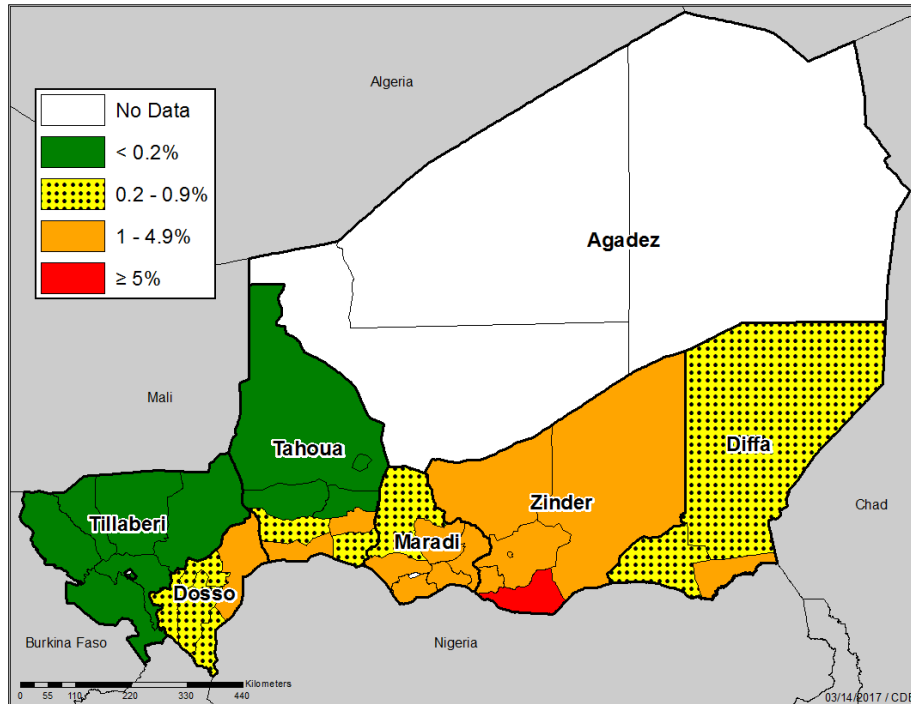 Algeria
No Data
< 0.2%
0.2 - 0.9%
1 - 4.9%
≥ 5%
Agadez
Mali
Tahoua
Diffa
Tillaberi
Zinder
Chad
Maradi
Dosso
Burkina Faso
Nigeria
Kilometers
0 55 110 220 330 440
03/14/2017 / CDB